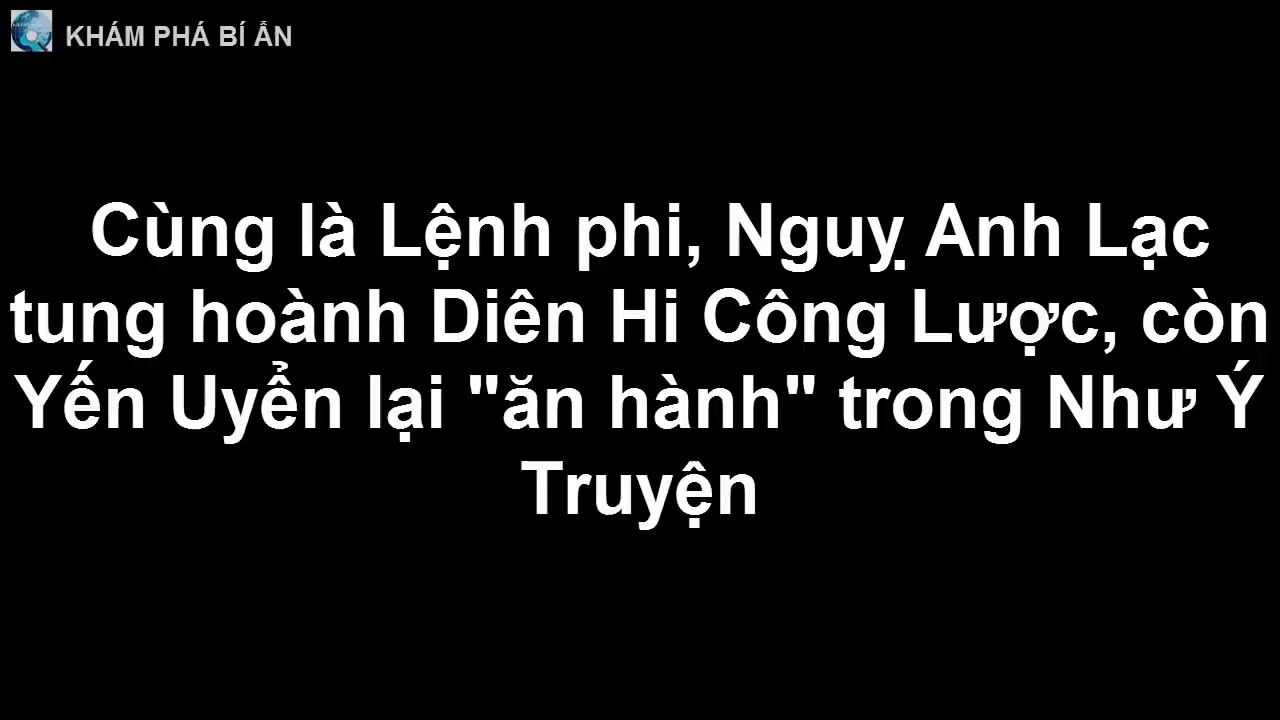 KHÁM PHÁ BÍ ẨN
Cùng là Lệnh phi, Nguỵ Anh Lạc
tung hoành Diên Hi Công Lược, còn
Yến Uyển lại "ăn hành" trong Như Ý
Truyện